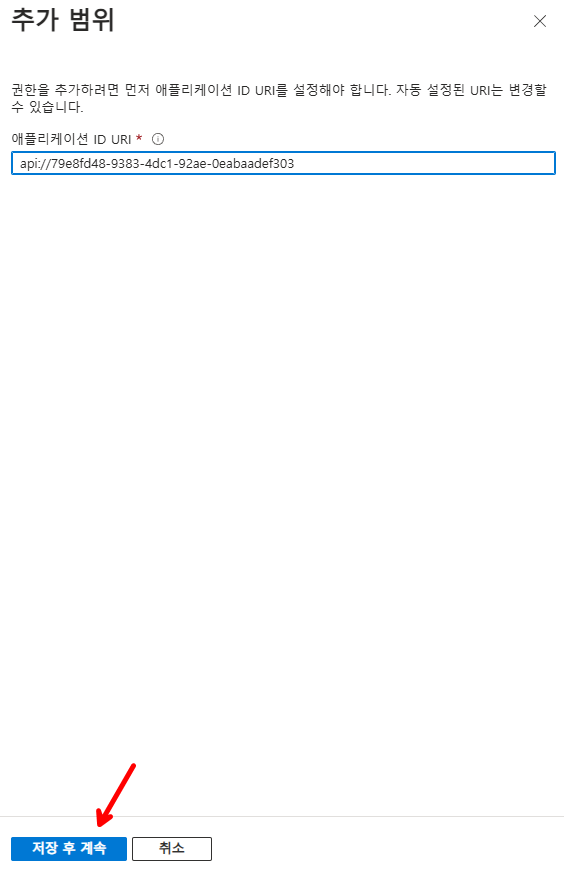 추가 범위
권한을 추가하려면 먼저 애플리케이션 ID URI를 설정해야 합니다. 자동 설정된 URI는 변경할
수 있습니다.
애플리케이션 ID URI *
api://79e8fd48-9383-4dc1-92ae-0eabaadef303
저장 후 계속
취소